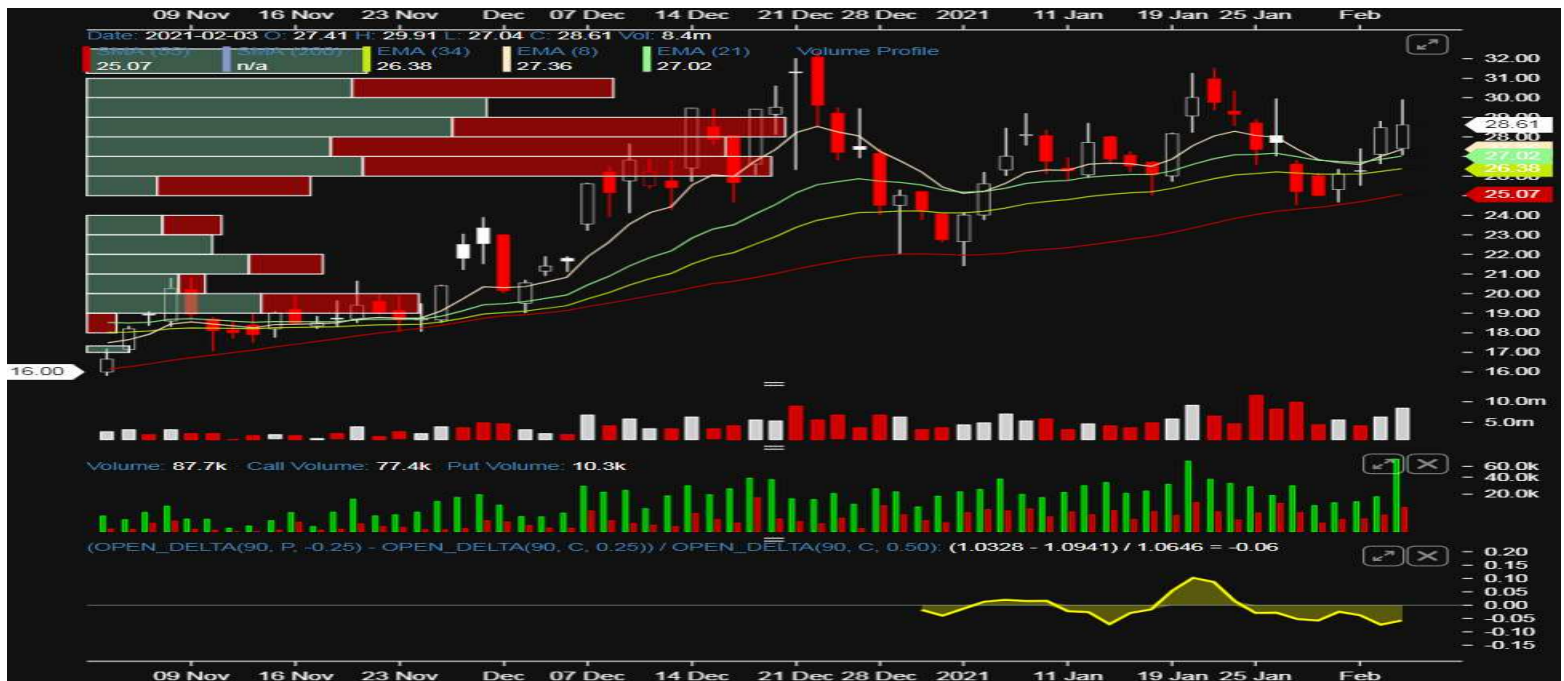 09 Nov 16 Nov 23 Nov Dec 07 Dec 14 Dec 21 Dec 28 Dec 2021 11 Jan 19 Jan 25 Jan Feb
Date: 2021-02-03 O: 27.41 H: 29.91 L: 27.04 C: 28.61 Vol: 8.4m
EMA (34) EMA (8) EMA (21) Volume Profile
25.07 n/a 26.38 27.36 27.02
32.00
31.00
30.00
28.61
28.00
27.02
26.38
25.07
24.00
23.00
22.00
21.00
20.00
19.00
18.00
17.00
16.00 16.00
10.0m
5.0m
Volume: 87.7k Call Volume: 77.4k Put Volume: 10.3k
60.0k
40.0k
20.0k
(OPEN_DELTA(90, P, -0.25) - OPEN_DELTA(90, C, 0.25)) / OPEN_DELTA(90, C, 0.50): (1.0328 - 1.0941) / 1.0646 = -0.06
0.20
0.15
0.10
0.05
0.00
-0.05
-0.10
-0.15
09 Nov 16 Nov 23 Nov Dec 07 Dec 14 Dec 21 Dec 28 Dec 2021 11 Jan 19 Jan 25 Jan Feb